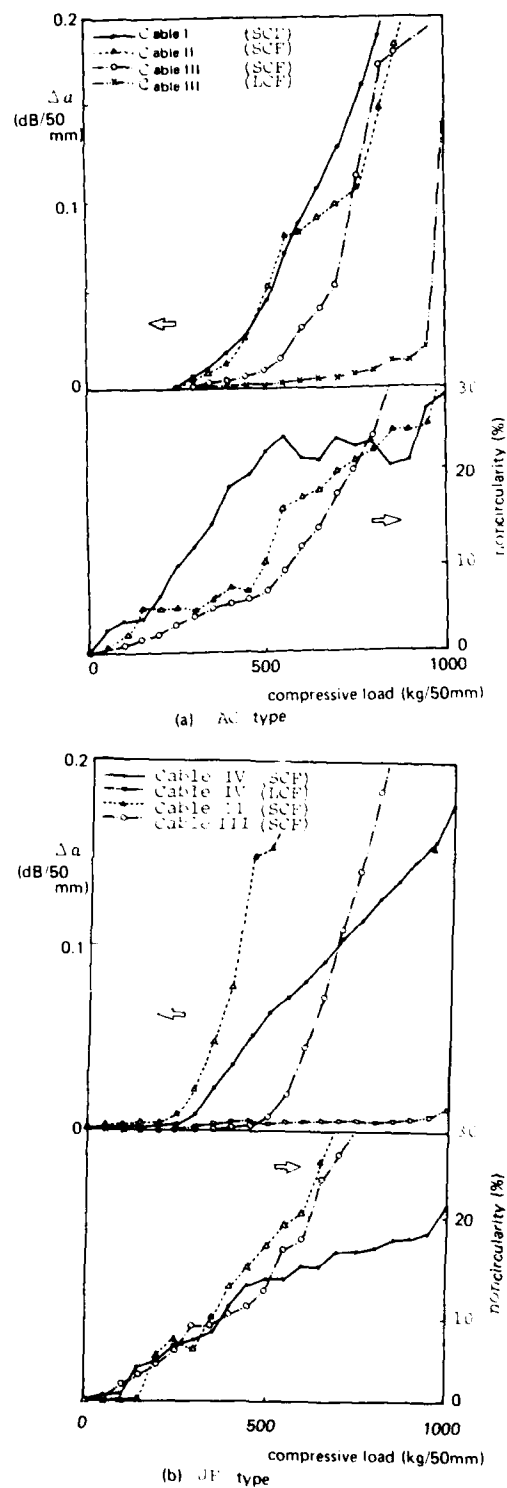 0.2
Cable I (SCF)
Cable II (SCF)
Cable III (SCF)
Cable III (LCF)
Δa
(dB/50
mm)
0.1
0
30
20
10
0
noncircularity (%)
0 500 1000
compressive load (kg/50mm)
(a) AC type
0.2
Cable IV (SCF)
Cable IV (LCF)
Cable II (SCF)
Cable III (SCF)
Δa
(dB/50
mm)
0.1
0
30
20
10
0
noncircularity (%)
0 500 1000
compressive load (kg/50mm)
(b) type